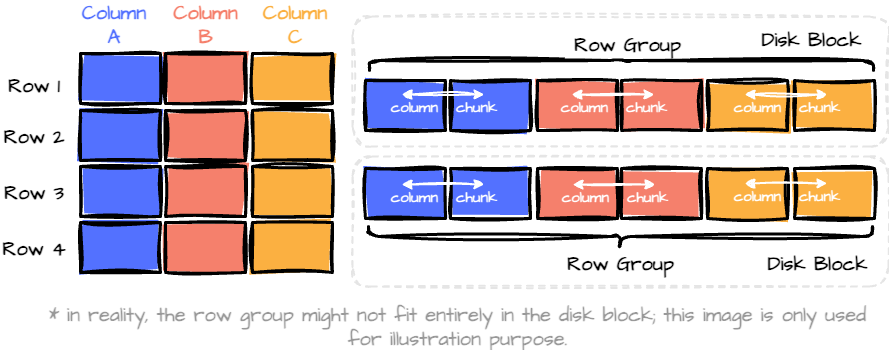 Column A
Column B
Column C
Row 1
Row 2
Row 3
Row 4
Row Group
Disk Block
column chunk
column chunk
column chunk
column chunk
column chunk
column chunk
Row Group
Disk Block
* in reality, the row group might not fit entirely in the disk block; this image is only used
for illustration purpose.